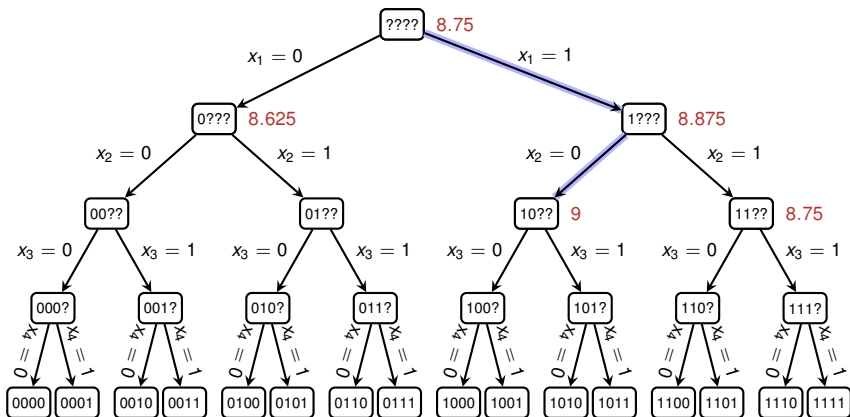 ???? 8.75
x₁ = 0 x₁ = 1
0??? 8.625 1??? 8.875
x₂ = 0 x₂ = 1 x₂ = 0 x₂ = 1
00?? 01?? 10?? 9 11?? 8.75
x₃ = 0 x₃ = 1 x₃ = 0 x₃ = 1 x₃ = 0 x₃ = 1 x₃ = 0 x₃ = 1
000? 001? 010? 011? 100? 101? 110? 111?
x₄ = 0 x₄ = 1 x₄ = 0 x₄ = 1 x₄ = 0 x₄ = 1 x₄ = 0 x₄ = 1 x₄ = 0 x₄ = 1 x₄ = 0 x₄ = 1 x₄ = 0 x₄ = 1 x₄ = 0 x₄ = 1
0000 0001 0010 0011 0100 0101 0110 0111 1000 1001 1010 1011 1100 1101 1110 1111